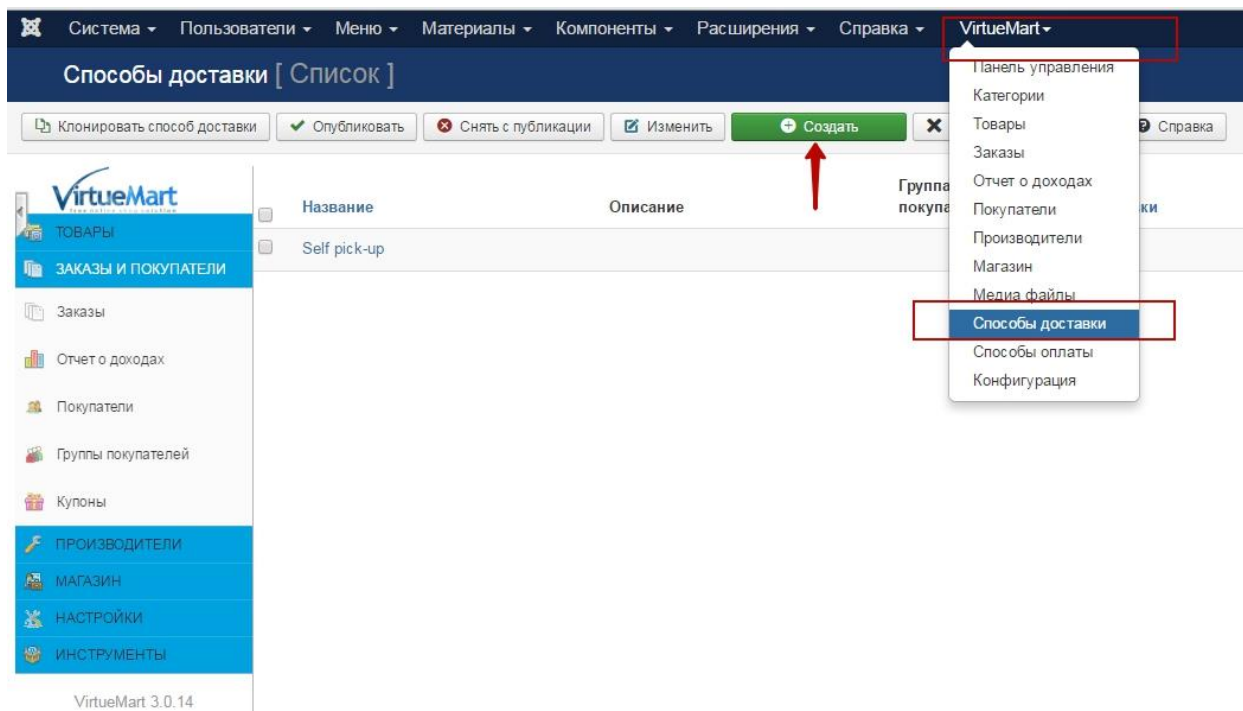 Система Пользователи Меню Материалы Компоненты Расширения Справка VirtueMart
Способы доставки [ Список ]
Клонировать способ доставки Опубликовать Снять с публикации Изменить Создать Справка
Панель управления
Категории
Товары
Заказы
Отчет о доходах
Покупатели
Производители
Магазин
Медиа файлы
Способы доставки
Способы оплаты
Конфигурация
VirtueMart
Название Описание
Self pick-up
ТОВАРЫ
ЗАКАЗЫ И ПОКУПАТЕЛИ
Заказы
Отчет о доходах
Покупатели
Группы покупателей
Купоны
ПРОИЗВОДИТЕЛИ
МАГАЗИН
НАСТРОЙКИ
ИНСТРУМЕНТЫ
VirtueMart 3.0.14